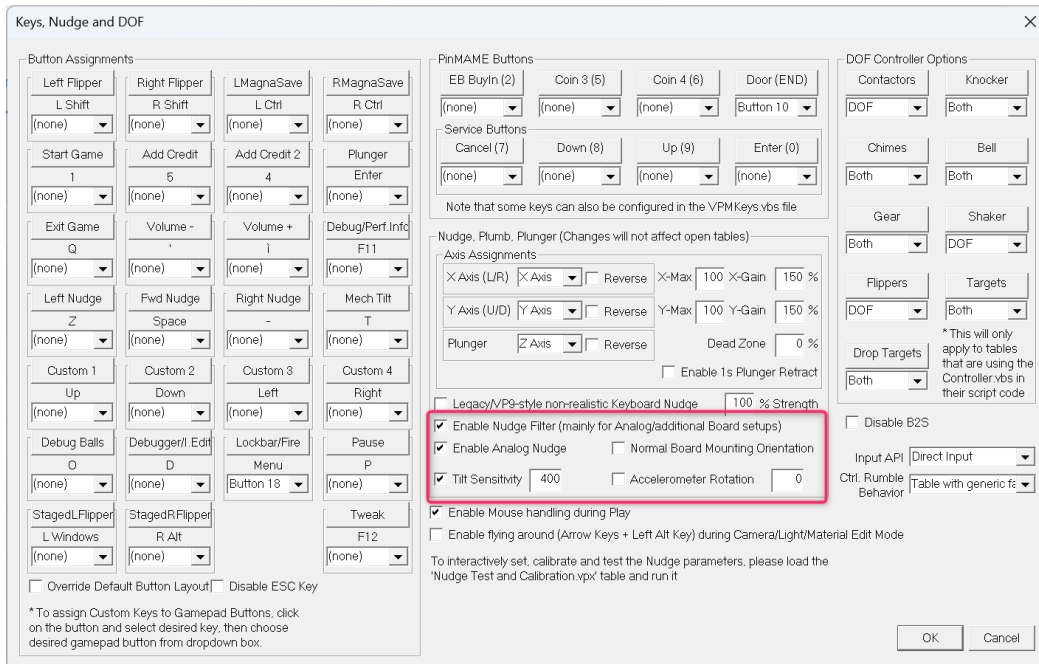 Keys, Nudge and DOF
Button Assignments
Left Flipper Right Flipper LMagnaSave RMagnaSave
L Shift R Shift L Ctrl R Ctrl
(none) (none) (none) (none)
Start Game Add Credit Add Credit 2 Plunger
1 5 4 Enter
(none) (none) (none) (none)
Exit Game Volume - Volume + Debug/Perf.Info
Q ' ì F11
(none) (none) (none) (none)
Left Nudge Fwd Nudge Right Nudge Mech Tilt
Z Space - T
(none) (none) (none) (none)
Custom 1 Custom 2 Custom 3 Custom 4
Up Down Left Right
(none) (none) (none) (none)
Debug Balls Debugger/I.Edit Lockbar/Fire Pause
O D Menu P
(none) (none) Button 18 (none)
StagedLFlipper StagedRFlipper Tweak
L Windows R Alt F12
(none) (none) (none)
Override Default Button Layout Disable ESC Key
* To assign Custom Keys to Gamepad Buttons, click
on the button and select desired key, then choose
desired gamepad button from dropdown box.
PinMAME Buttons
EB BuyIn (2) Coin 3 (5) Coin 4 (6) Door (END)
(none) (none) (none) Button 10
Service Buttons
Cancel (7) Down (8) Up (9) Enter (0)
(none) (none) (none) (none)
Note that some keys can also be configured in the VPMKeys.vbs file
Nudge, Plumb, Plunger (Changes will not affect open tables)
Axis Assignments
X Axis (L/R) X Axis Reverse X-Max 100 X-Gain 150 %
Y Axis (U/D) Y Axis Reverse Y-Max 100 Y-Gain 150 %
Plunger Z Axis Reverse Dead Zone 0 %
Enable 1s Plunger Retract
Legacy/VP9-style non-realistic Keyboard Nudge 100 % Strength
Enable Nudge Filter (mainly for Analog/additional Board setups)
Enable Analog Nudge Normal Board Mounting Orientation
Tilt Sensitivity 400 Accelerometer Rotation 0
Enable Mouse handling during Play
Enable flying around (Arrow Keys + Left Alt Key) during Camera/Light/Material Edit Mode
To interactively set, calibrate and test the Nudge parameters, please load the
'Nudge Test and Calibration.vpx' table and run it
DOF Controller Options
Contactors Knocker
DOF Both
Chimes Bell
Both Both
Gear Shaker
Both DOF
Flippers Targets
DOF Both
Drop Targets
Both
* This will only
apply to tables
that are using the
Controller.vbs in
their script code
Disable B2S
Input API Direct Input
Ctrl. Rumble
Behavior Table with generic fa
OK Cancel